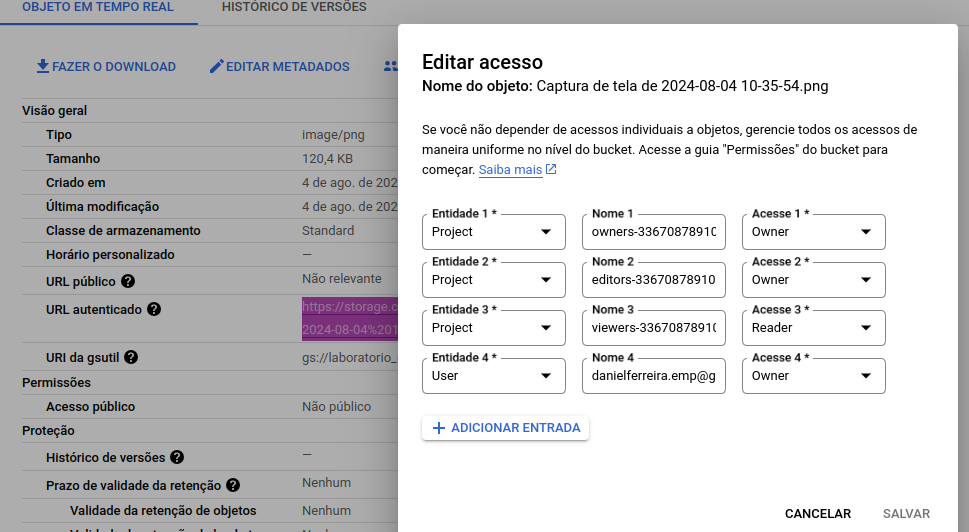 OBJETO EM TEMPO REAL HISTÓRICO DE VERSÕES
FAZER O DOWNLOAD EDITAR METADADOS
Visão geral
Tipo image/png
Tamanho 120,4 KB
Criado em 4 de ago. de 202
Última modificação 4 de ago. de 202
Classe de armazenamento Standard
Horário personalizado —
URL público Não relevante
URL autenticado https://storage.c
2024-08-04%201
URI da gsutil gs://laboratorio_
Permissões
Acesso público Não público
Proteção
Histórico de versões —
Prazo de validade da retenção Nenhum
Validade da retenção de objetos Nenhum
Editar acesso
Nome do objeto: Captura de tela de 2024-08-04 10-35-54.png
Se você não depender de acessos individuais a objetos, gerencie todos os acessos de
maneira uniforme no nível do bucket. Acesse a guia "Permissões" do bucket para
começar. Saiba mais
Entidade 1 * Nome 1 Acesse 1 *
Project owners-33670878910 Owner
Entidade 2 * Nome 2 Acesse 2 *
Project editors-33670878910 Owner
Entidade 3 * Nome 3 Acesse 3 *
Project viewers-33670878910 Reader
Entidade 4 * Nome 4 Acesse 4 *
User danielferreira.emp@g Owner
+ ADICIONAR ENTRADA
CANCELAR SALVAR